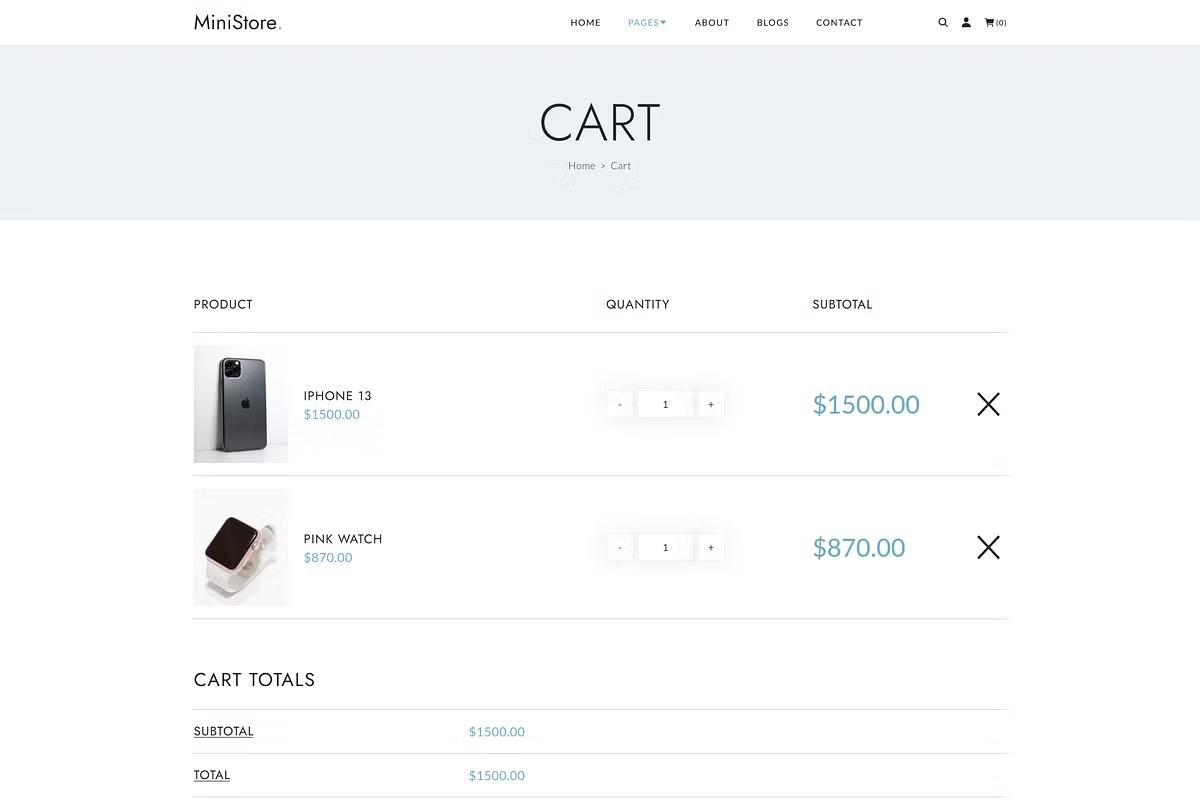 MiniStore.
HOME PAGES ABOUT BLOGS CONTACT (0)
CART
Home > Cart
PRODUCT QUANTITY SUBTOTAL
IPHONE 13
$1500.00
- 1 +
$1500.00
PINK WATCH
$870.00
- 1 +
$870.00
CART TOTALS
SUBTOTAL $1500.00
TOTAL $1500.00